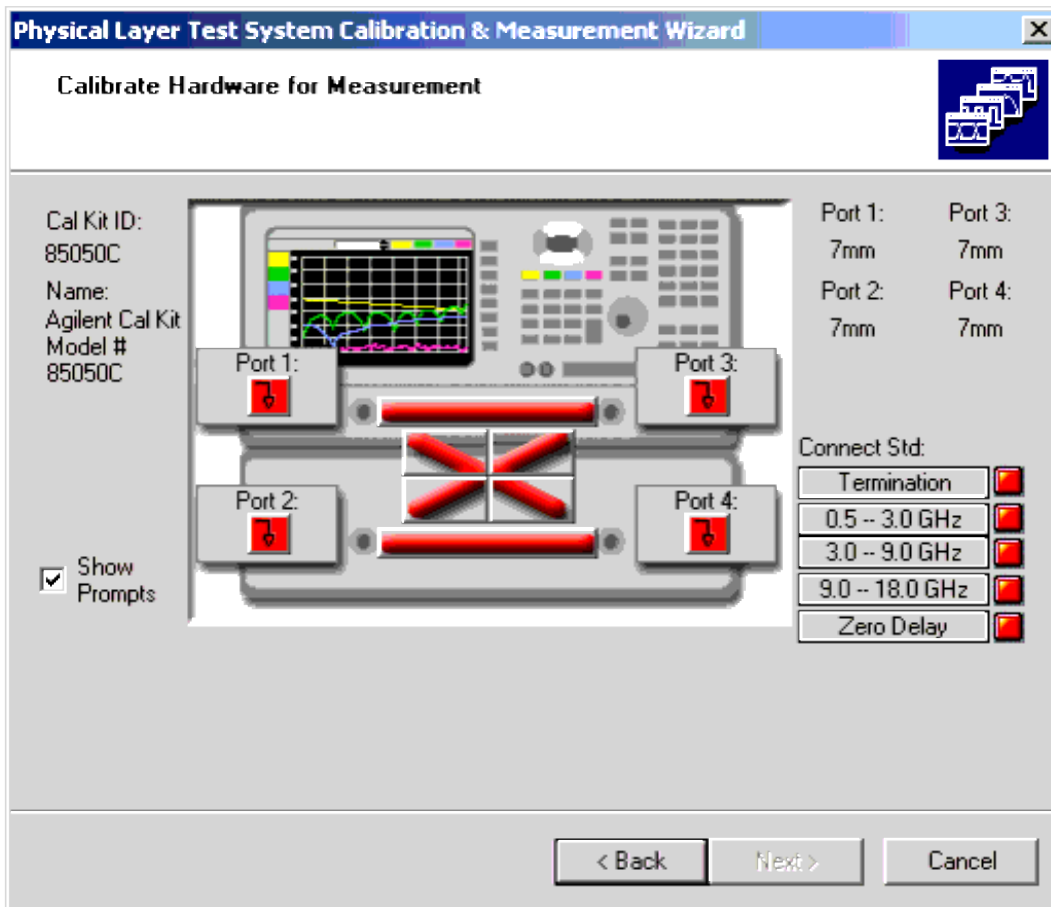 Physical Layer Test System Calibration & Measurement Wizard
Calibrate Hardware for Measurement
Cal Kit ID:
85050C
Name:
Agilent Cal Kit
Model #
85050C
Show
Prompts
Port 1:
Port 3:
Port 2:
Port 4:
Port 1:
Port 3:
7mm
7mm
Port 2:
Port 4:
7mm
7mm
Connect Std:
Termination
0.5 -- 3.0 GHz
3.0 -- 9.0 GHz
9.0 -- 18.0 GHz
Zero Delay
< Back
Next >
Cancel